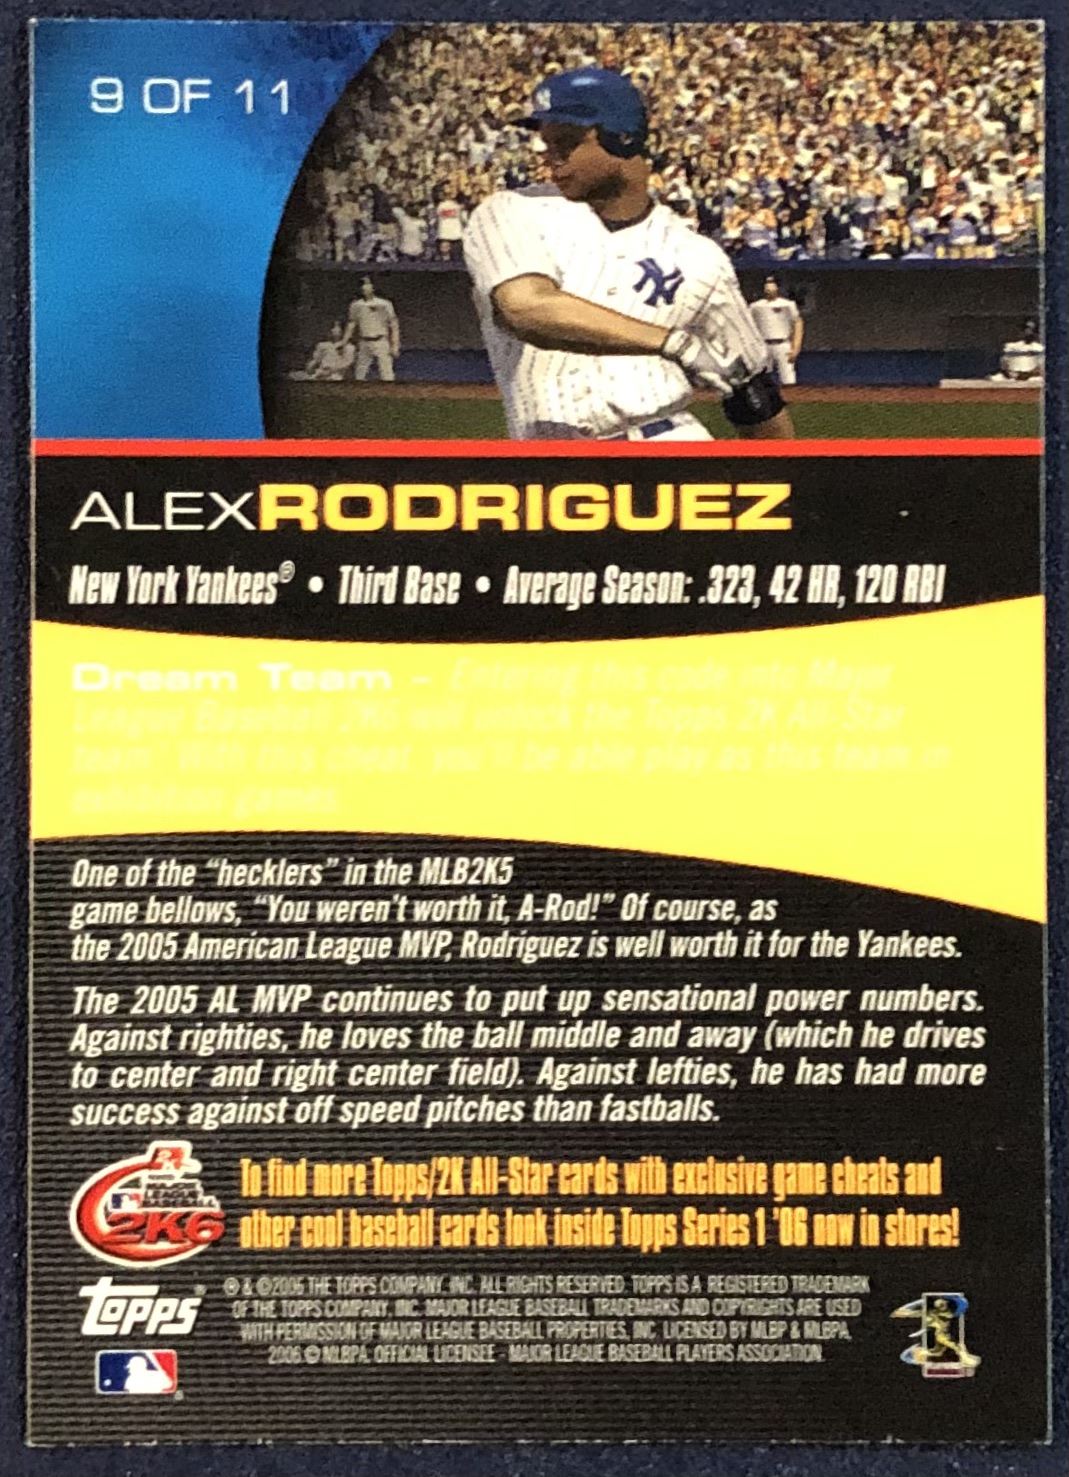 9 OF 11
NY
ALEX RODRIGUEZ
New York Yankees® • Third Base • Average Season: .323, 42 HR, 120 RBI
Dream Team – Entering this code into Major
League Baseball 2K6 will unlock the Topps 2K All-Star
team. With this cheat, you'll be able play as this team in
exhibition games.
One of the “hecklers” in the MLB2K5
game bellows, “You weren't worth it, A-Rod!” Of course, as
the 2005 American League MVP, Rodriguez is well worth it for the Yankees.
The 2005 AL MVP continues to put up sensational power numbers.
Against righties, he loves the ball middle and away (which he drives
to center and right center field). Against lefties, he has had more
success against off speed pitches than fastballs.
To find more Topps/2K All-Star cards with exclusive game cheats and
other cool baseball cards look inside Topps Series 1 '06 now in stores!
2K
MAJOR LEAGUE BASEBALL
2K6
Topps®
® & ©2006 THE TOPPS COMPANY, INC. ALL RIGHTS RESERVED. TOPPS IS A REGISTERED TRADEMARK
OF THE TOPPS COMPANY, INC. MAJOR LEAGUE BASEBALL TRADEMARKS AND COPYRIGHTS ARE USED
WITH PERMISSION OF MAJOR LEAGUE BASEBALL PROPERTIES, INC. LICENSED BY MLBP & MLBPA,
2006 © MLBPA. OFFICIAL LICENSEE - MAJOR LEAGUE BASEBALL PLAYERS ASSOCIATION.